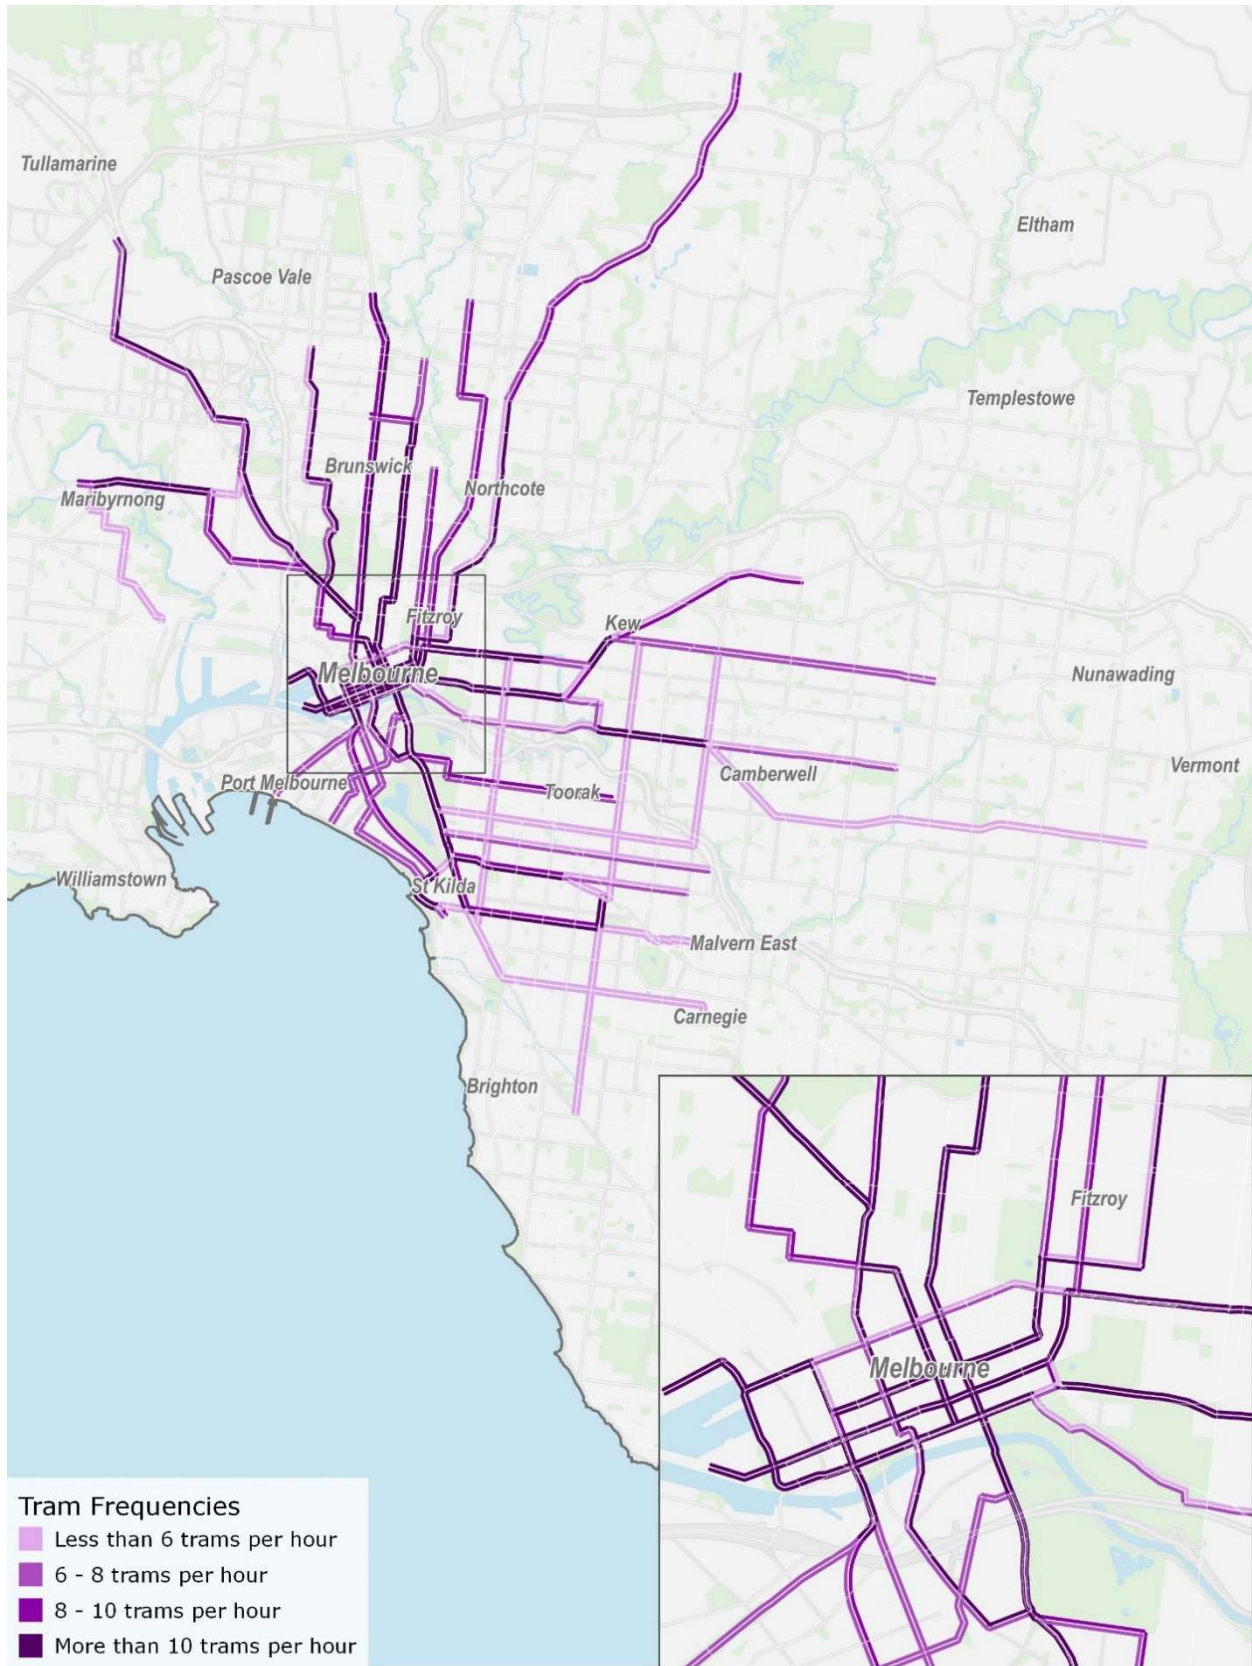 Tullamarine
Eltham
Pascoe Vale
Templestowe
Brunswick
Northcote
Maribyrnong
Fitzroy
Kew
Melbourne
Nunawading
Port Melbourne
Toorak
Camberwell
Vermont
Williamstown
St Kilda
Malvern East
Carnegie
Brighton
Fitzroy
Melbourne
Tram Frequencies
Less than 6 trams per hour
6 - 8 trams per hour
8 - 10 trams per hour
More than 10 trams per hour